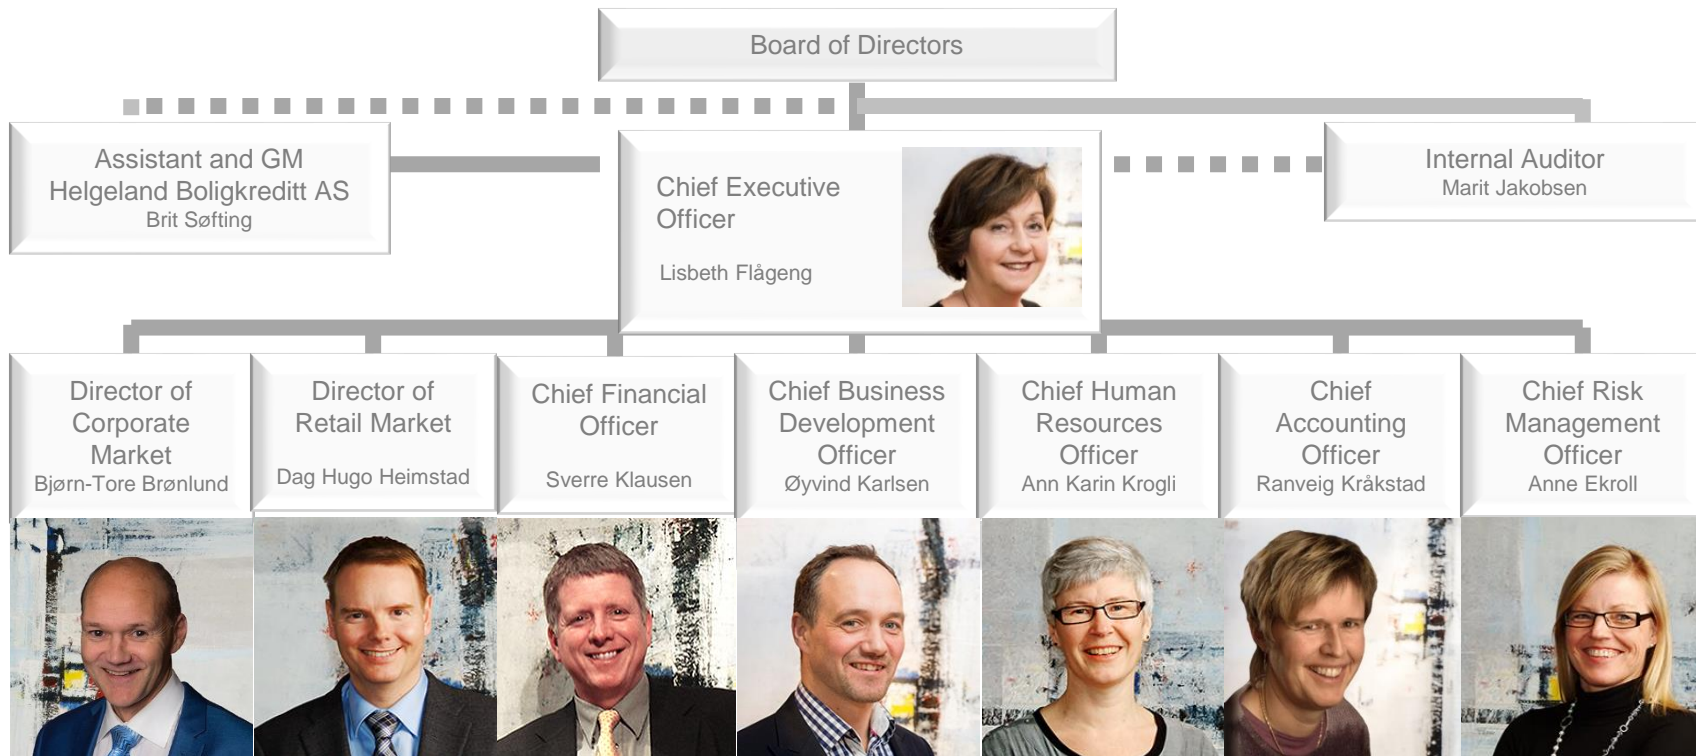 Board of Directors
Assistant and GM
Helgeland Boligkreditt AS
Brit Søfting
Chief Executive
Officer
Lisbeth Flågeng
Internal Auditor
Marit Jakobsen
Director of
Corporate
Market
Bjørn-Tore Brønlund
Director of
Retail Market
Dag Hugo Heimstad
Chief Financial
Officer
Sverre Klausen
Chief Business
Development
Officer
Øyvind Karlsen
Chief Human
Resources
Officer
Ann Karin Krogli
Chief
Accounting
Officer
Ranveig Kråkstad
Chief Risk
Management
Officer
Anne Ekroll